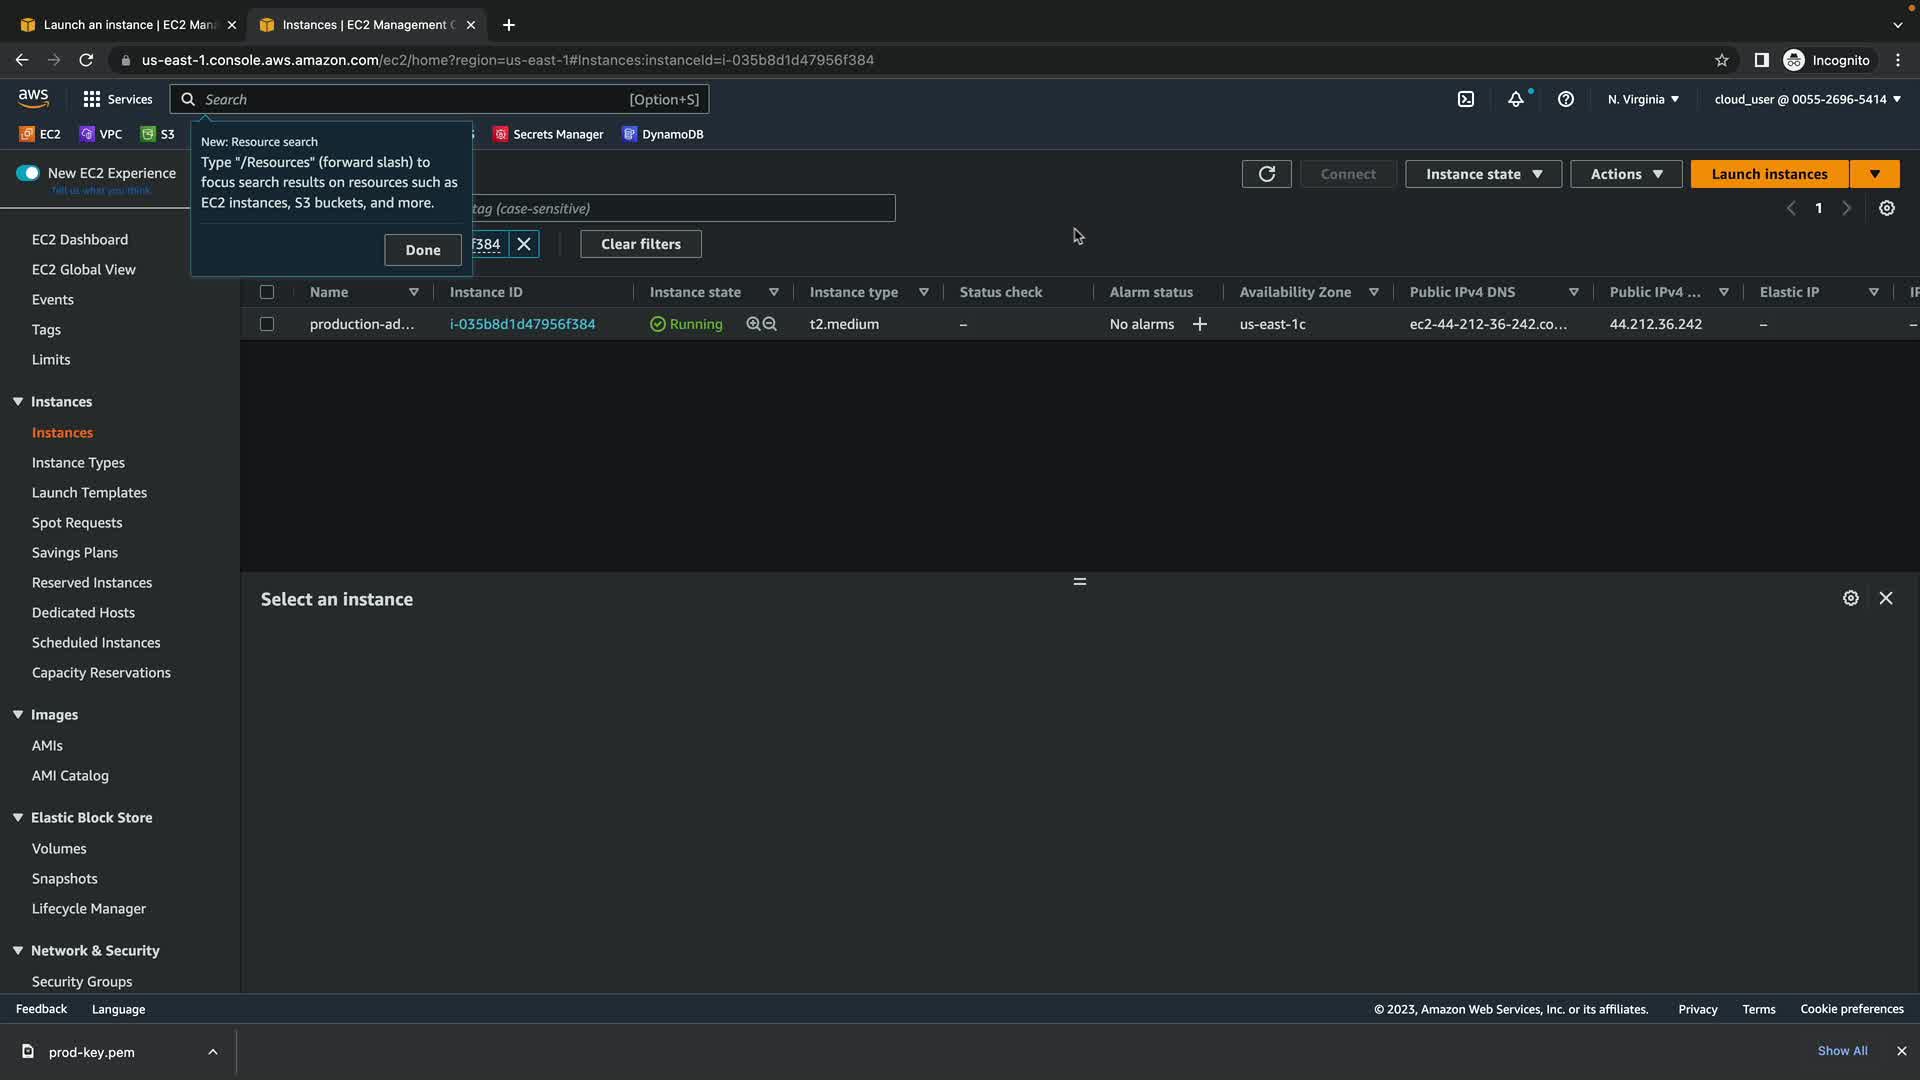 Launch an instance | EC2 Man
Instances | EC2 Management C
us-east-1.console.aws.amazon.com/ec2/home?region=us-east-1#Instances:instanceId=i-035b8d1d47956f384
Incognito
aws
Services
Search
[Option+S]
N. Virginia
cloud_user @ 0055-2696-5414
EC2
VPC
S3
Secrets Manager
DynamoDB
New: Resource search
Type "/Resources" (forward slash) to
focus search results on resources such as
EC2 instances, S3 buckets, and more.
Done
New EC2 Experience
Tell us what you think
Connect
Instance state
Actions
Launch instances
tag (case-sensitive)
1
f384
Clear filters
EC2 Dashboard
EC2 Global View
Events
Tags
Limits
Instances
Instances
Instance Types
Launch Templates
Spot Requests
Savings Plans
Reserved Instances
Dedicated Hosts
Scheduled Instances
Capacity Reservations
Images
AMIs
AMI Catalog
Elastic Block Store
Volumes
Snapshots
Lifecycle Manager
Network & Security
Security Groups
Name
Instance ID
Instance state
Instance type
Status check
Alarm status
Availability Zone
Public IPv4 DNS
Public IPv4 ...
Elastic IP
IP
production-ad...
i-035b8d1d47956f384
Running
t2.medium
–
No alarms
us-east-1c
ec2-44-212-36-242.co...
44.212.36.242
–
–
Select an instance
Feedback
Language
© 2023, Amazon Web Services, Inc. or its affiliates.
Privacy
Terms
Cookie preferences
prod-key.pem
Show All